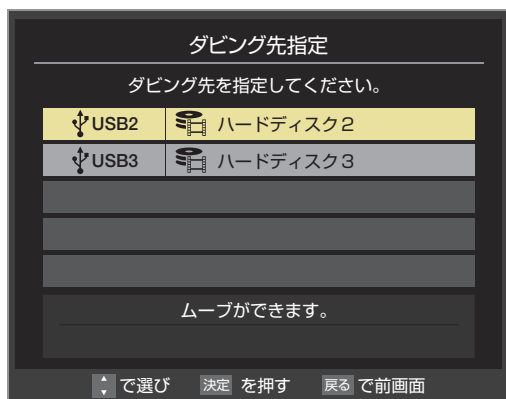 ダビング先指定
ダビング先を指定してください。
USB2 ハードディスク2
USB3 ハードディスク3
ムーブができます。
で選び 決定 を押す 戻る で前画面